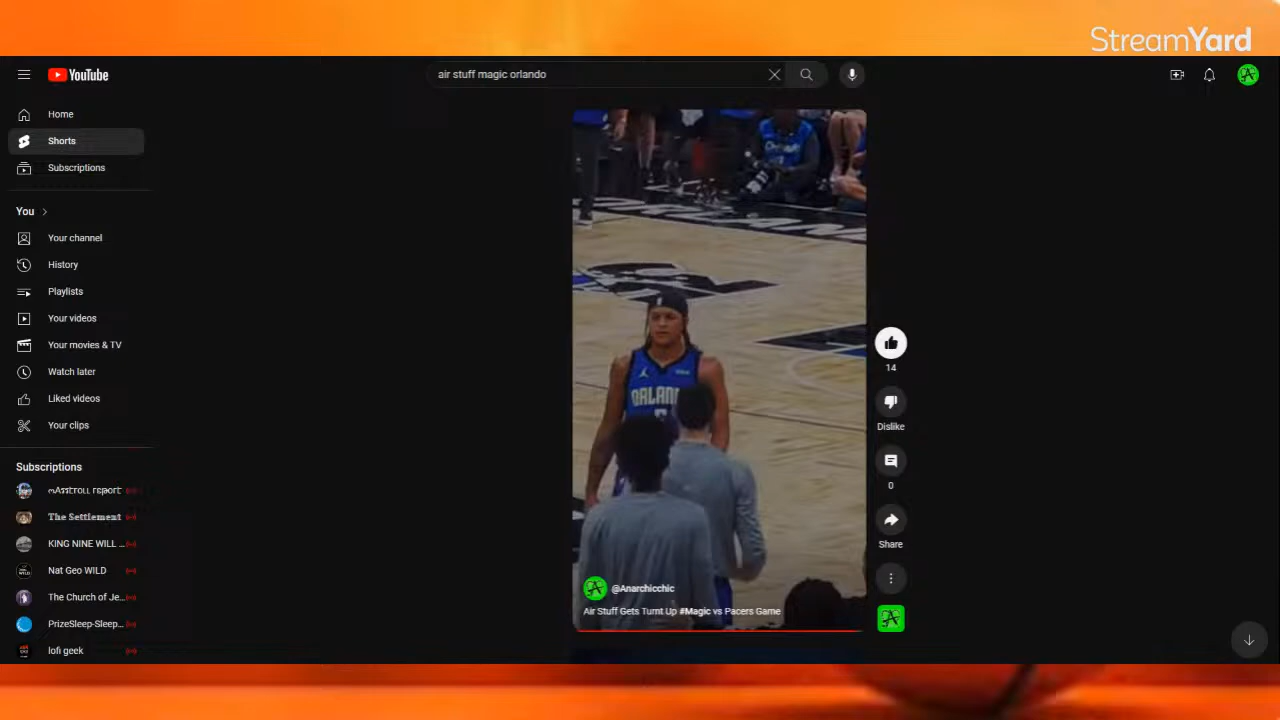 StreamYard
YouTube
air stuff magic orlando
Home
Shorts
Subscriptions
You
Your channel
History
Playlists
Your videos
Your movies & TV
Watch later
Liked videos
Your clips
Subscriptions
The Settlement
KING NINE WILL ...
Nat Geo WILD
The Church of Je...
PrizeSleep-Sleep...
lofi geek
ORLAN
14
Dislike
0
Share
@Anarchicchic
Air Stuff Gets Turnt Up #Magic vs Pacers Game